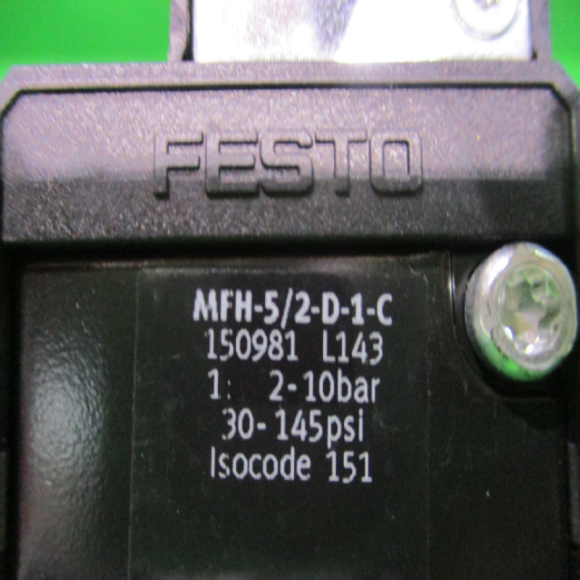 FESTO
MFH-5/2-D-1-C
150981 L143
1: 2-10bar
30-145psi
Isocode 151